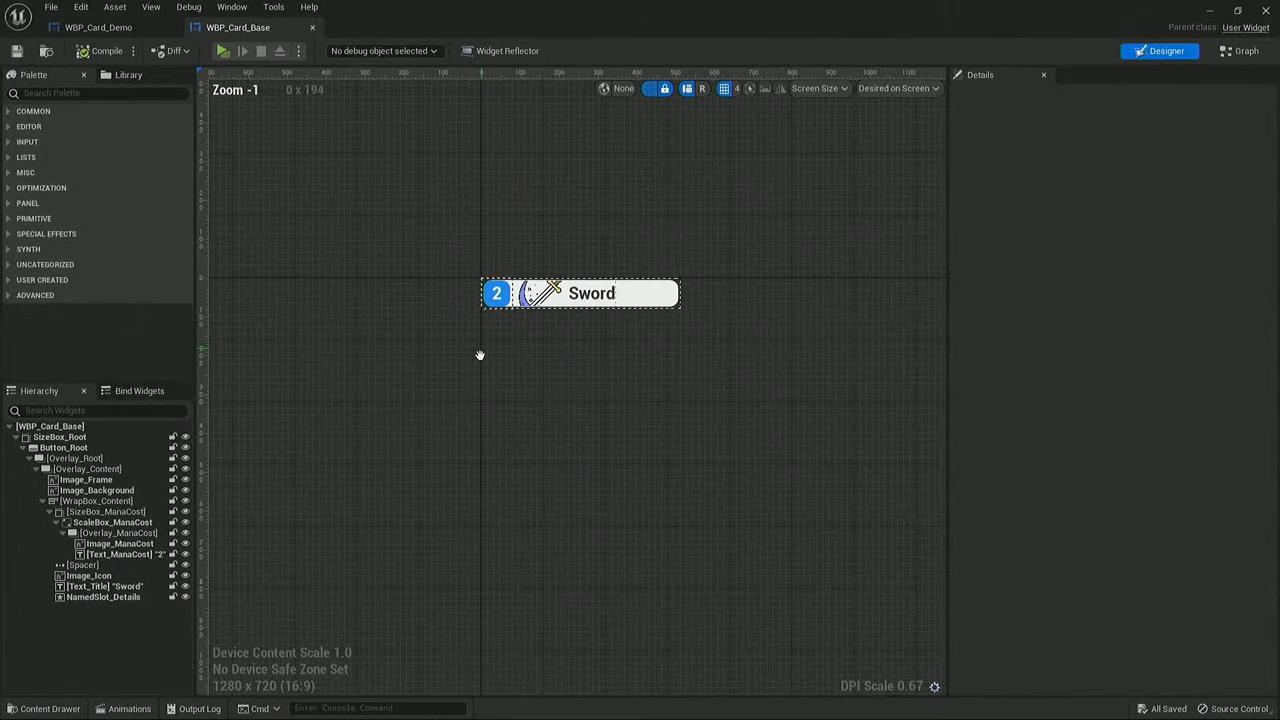 File Edit Asset View Debug Window Tools Help
WBP_Card_Demo WBP_Card_Base
Parent class: User Widget
Compile Diff No debug object selected Widget Reflector Designer Graph
Palette Library
Search Palette
COMMON
EDITOR
INPUT
LISTS
MISC
OPTIMIZATION
PANEL
PRIMITIVE
SPECIAL EFFECTS
SYNTH
UNCATEGORIZED
USER CREATED
ADVANCED
Zoom -1 0 x 194
None R 4 Screen Size Desired on Screen
Details
2 Sword
Hierarchy Bind Widgets
Search Widgets
[WBP_Card_Base]
SizeBox_Root
Button_Root
[Overlay_Root]
[Overlay_Content]
Image_Frame
Image_Background
[WrapBox_Content]
[SizeBox_ManaCost]
ScaleBox_ManaCost
[Overlay_ManaCost]
Image_ManaCost
[Text_ManaCost] "2"
[Spacer]
Image_Icon
[Text_Title] "Sword"
NamedSlot_Details
Device Content Scale 1.0
No Device Safe Zone Set
1280 x 720 (16:9)
DPI Scale 0.67
Content Drawer Animations Output Log Cmd Enter Console Command All Saved Source Control